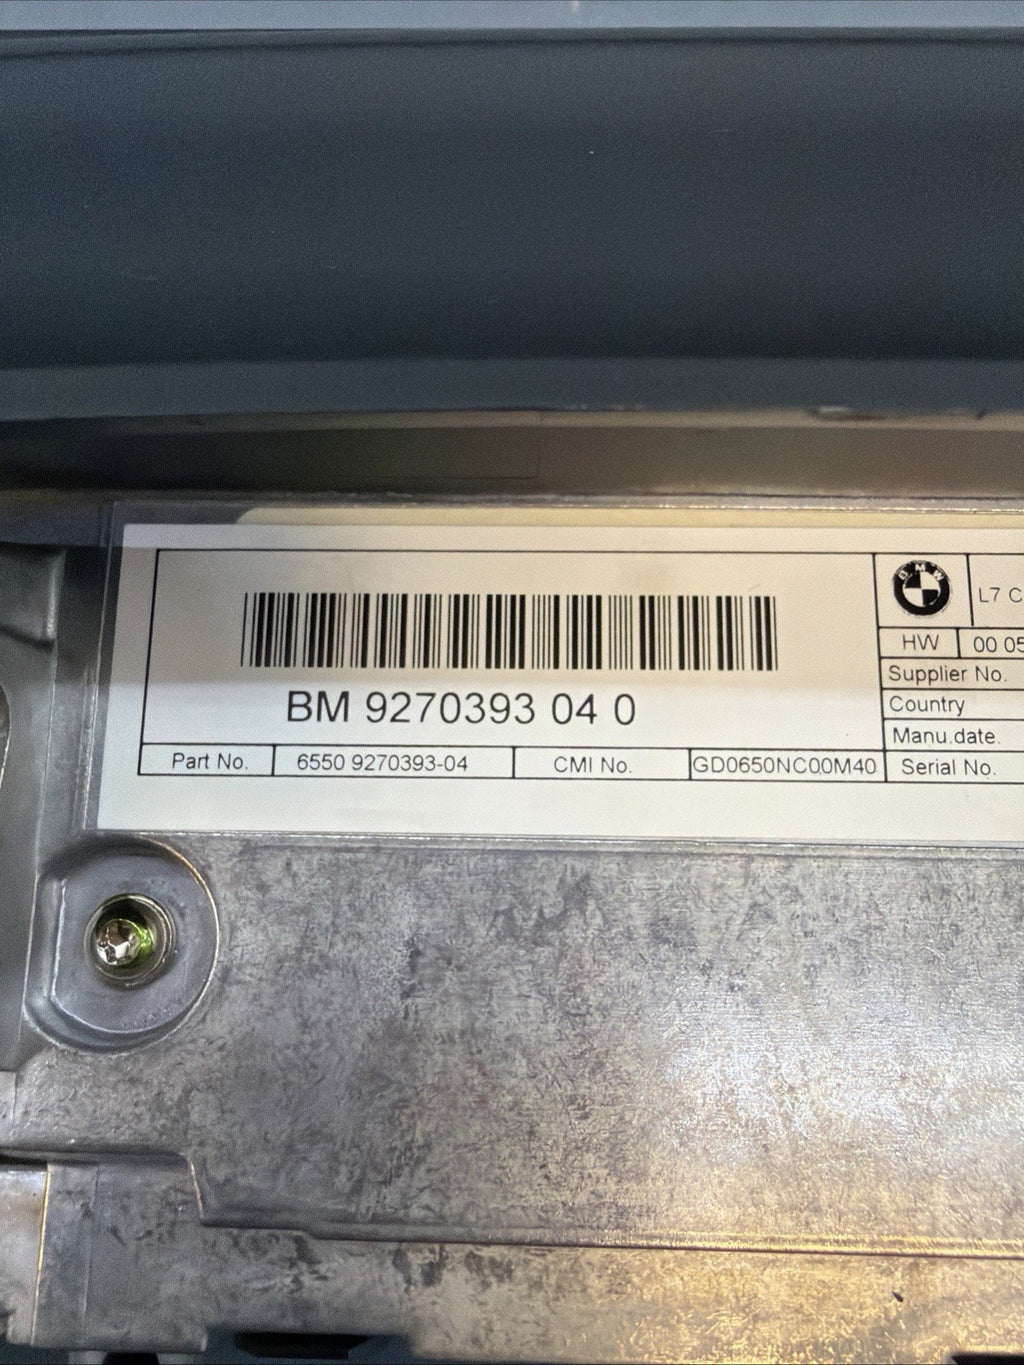 BMW
L7 C
HW 00 05
Supplier No.
Country
Manu.date.
BM 9270393 04 0
Part No. 6550 9270393-04 CMI No. GD0650NC00M40 Serial No.